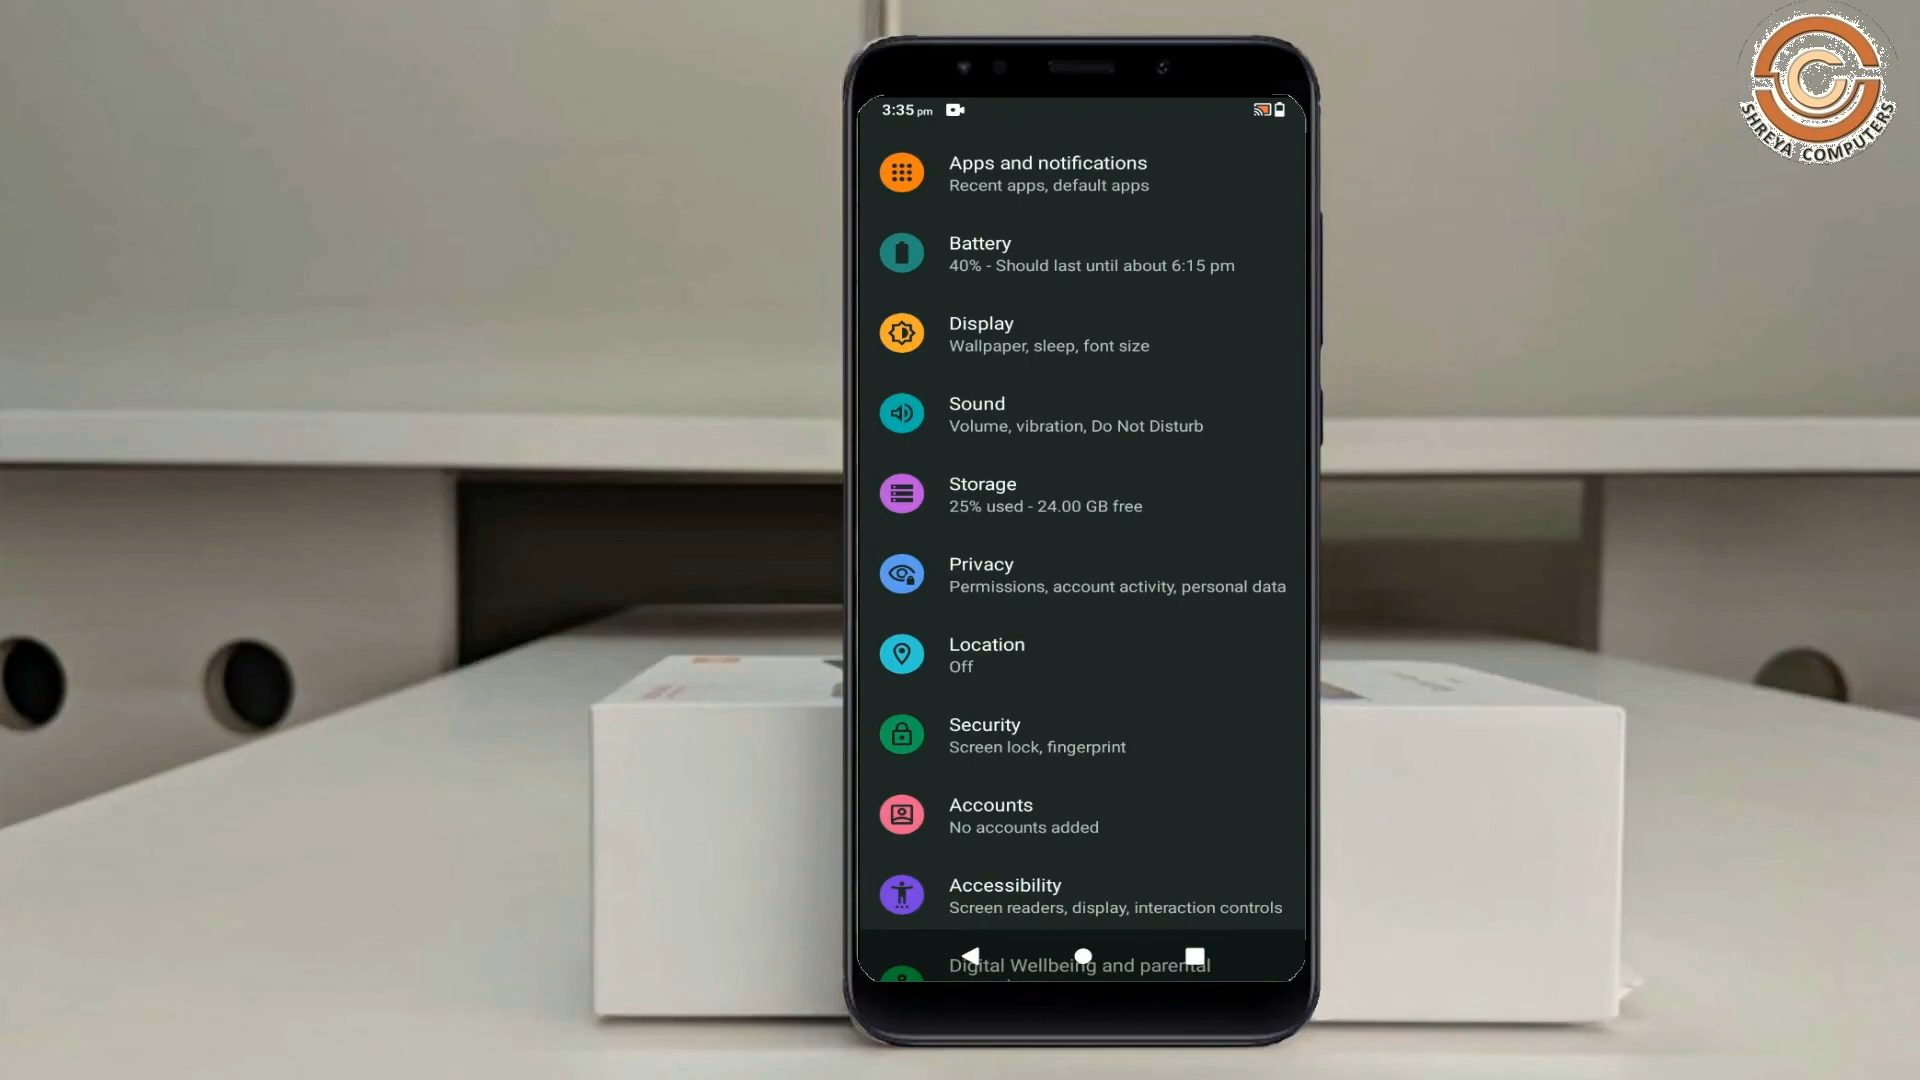 SHREYA COMPUTERS
3:35 pm
Apps and notifications
Recent apps, default apps
Battery
40% - Should last until about 6:15 pm
Display
Wallpaper, sleep, font size
Sound
Volume, vibration, Do Not Disturb
Storage
25% used - 24.00 GB free
Privacy
Permissions, account activity, personal data
Location
Off
Security
Screen lock, fingerprint
Accounts
No accounts added
Accessibility
Screen readers, display, interaction controls
Digital Wellbeing and parental